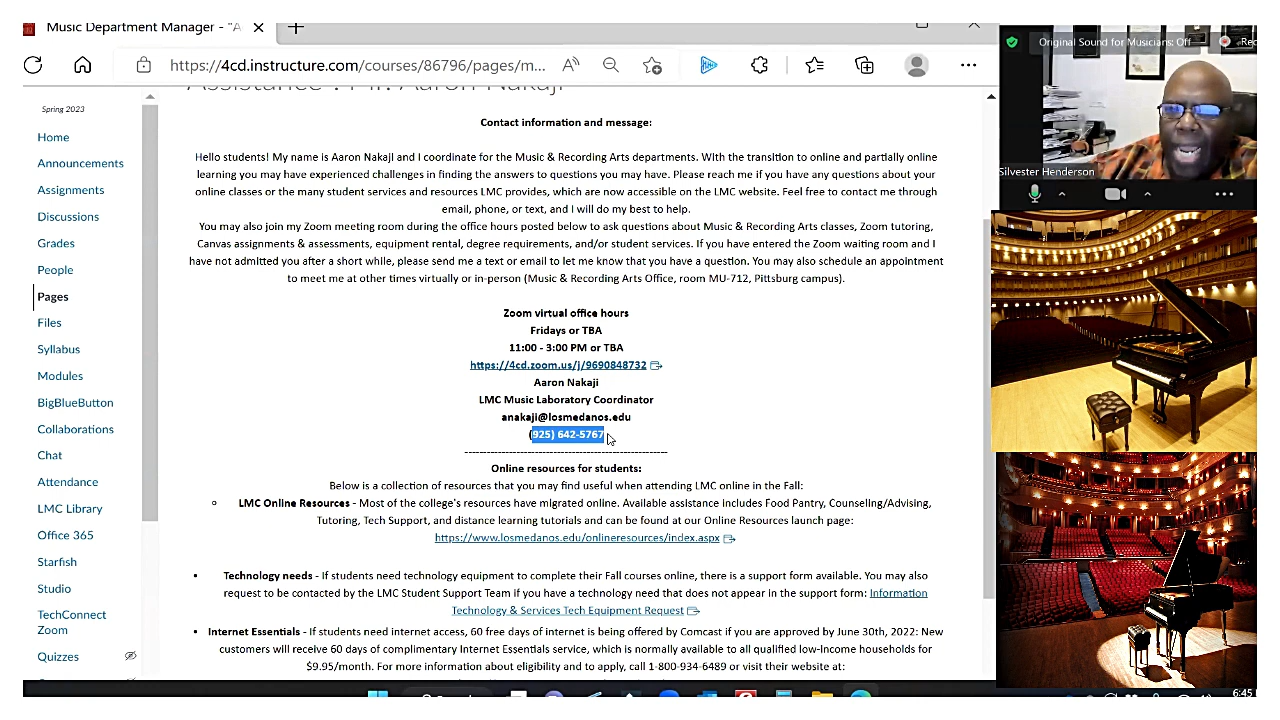 Music Department Manager - "A
https://4cd.instructure.com/courses/86796/pages/m...
Original Sound for Musicians: Off
Rec
Silvester Henderson
Spring 2023
Home
Announcements
Assignments
Discussions
Grades
People
Pages
Files
Syllabus
Modules
BigBlueButton
Collaborations
Chat
Attendance
LMC Library
Office 365
Starfish
Studio
TechConnect
Zoom
Quizzes
Contact information and message:
Hello students! My name is Aaron Nakaji and I coordinate for the Music & Recording Arts departments. With the transition to online and partially online
learning you may have experienced challenges in finding the answers to questions you may have. Please reach me if you have any questions about your
online classes or the many student services and resources LMC provides, which are now accessible on the LMC website. Feel free to contact me through
email, phone, or text, and I will do my best to help.
You may also join my Zoom meeting room during the office hours posted below to ask questions about Music & Recording Arts classes, Zoom tutoring,
Canvas assignments & assessments, equipment rental, degree requirements, and/or student services. If you have entered the Zoom waiting room and I
have not admitted you after a short while, please send me a text or email to let me know that you have a question. You may also schedule an appointment
to meet me at other times virtually or in-person (Music & Recording Arts Office, room MU-712, Pittsburg campus).
Zoom virtual office hours
Fridays or TBA
11:00 - 3:00 PM or TBA
https://4cd.zoom.us/j/9690848732
Aaron Nakaji
LMC Music Laboratory Coordinator
anakaji@losmedanos.edu
(925) 642-5767
----------------------------------------------------
Online resources for students:
Below is a collection of resources that you may find useful when attending LMC online in the Fall:
LMC Online Resources - Most of the college's resources have migrated online. Available assistance includes Food Pantry, Counseling/Advising,
Tutoring, Tech Support, and distance learning tutorials and can be found at our Online Resources launch page:
https://www.losmedanos.edu/onlineresources/index.aspx
Technology needs - If students need technology equipment to complete their Fall courses online, there is a support form available. You may also
request to be contacted by the LMC Student Support Team if you have a technology need that does not appear in the support form: Information
Technology & Services Tech Equipment Request
Internet Essentials - If students need internet access, 60 free days of internet is being offered by Comcast if you are approved by June 30th, 2022: New
customers will receive 60 days of complimentary Internet Essentials service, which is normally available to all qualified low-income households for
$9.95/month. For more information about eligibility and to apply, call 1-800-934-6489 or visit their website at:
6:45